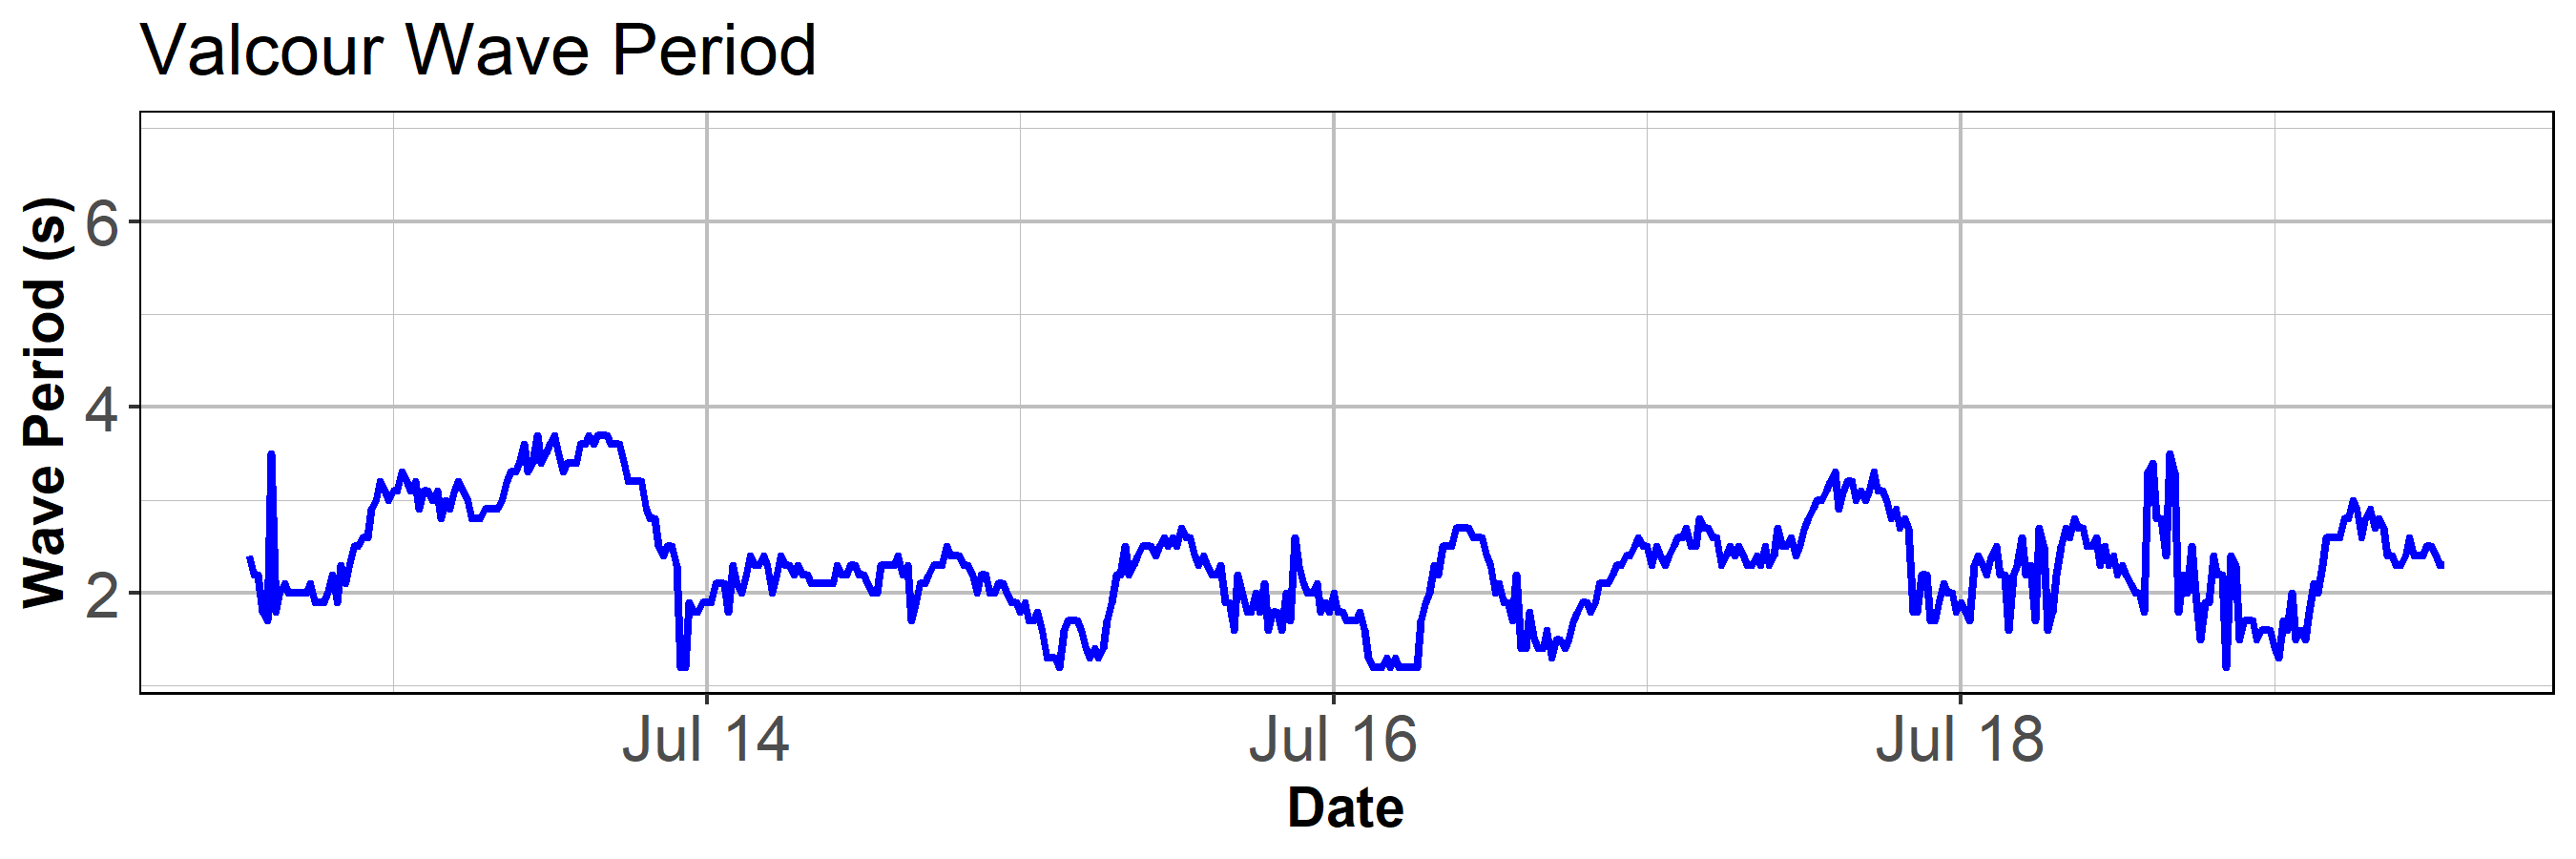 Valcour Wave Period
Wave Period (s)
6
4
2
Jul 14 Jul 16 Jul 18
Date